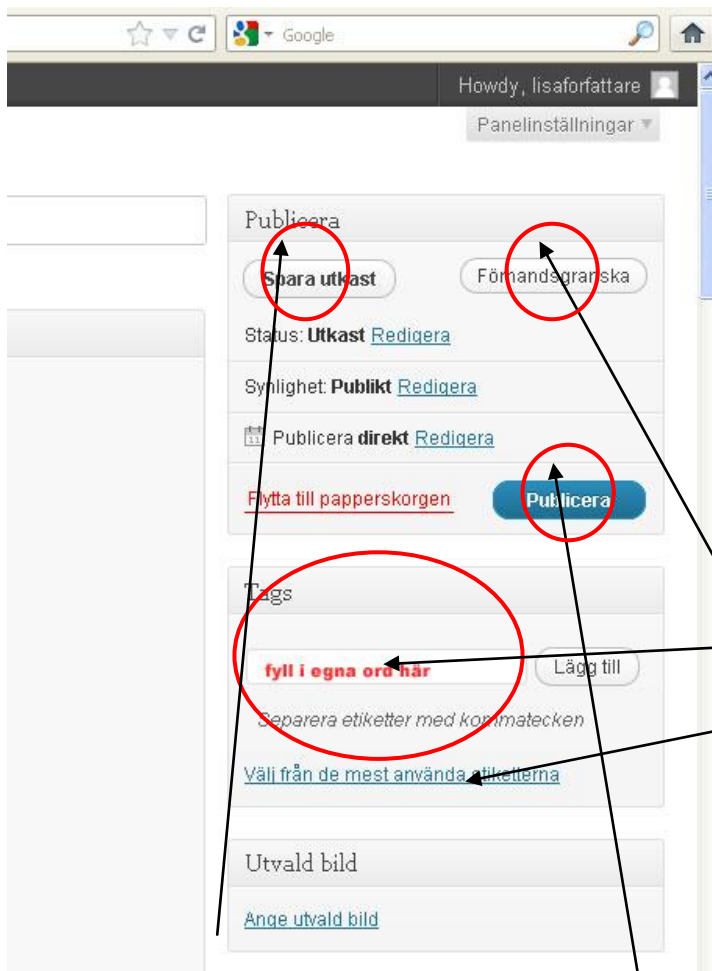 Google
Howdy, lisaforfattare
Panelinställningar
Publicera
Spara utkast Förhandsgranska
Status: Utkast Redigera
Synlighet: Publikt Redigera
Publicera direkt Redigera
Flytta till papperskorgen Publicera
Tags
fyll i egna ord här Lägg till
Separera etiketter med kommatecken
Välj från de mest använda etiketterna
Utvald bild
Ange utvald bild